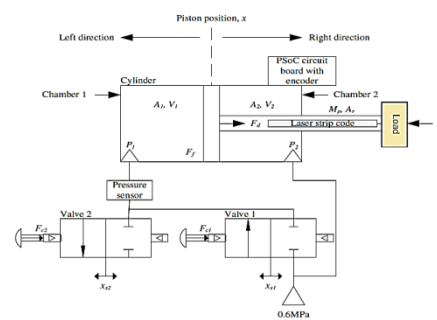 Piston position, x
Left direction
Right direction
PSoC circuit
board with
encoder
Cylinder
Chamber 1
Chamber 2
A1, V1
A2, V2
Mp, Ar
Fd
Laser strip code
Load
P1
Ff
P2
Pressure
sensor
Valve 2
Valve 1
Fc2
Fc1
xs2
xs1
0.6MPa